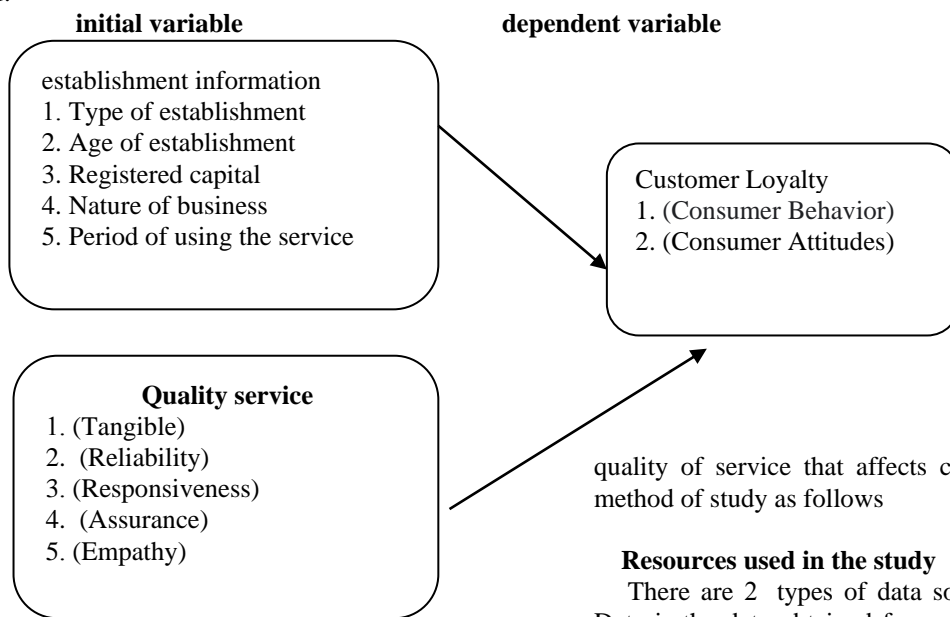 initial variable
dependent variable
establishment information
1. Type of establishment
2. Age of establishment
3. Registered capital
4. Nature of business
5. Period of using the service
Customer Loyalty
1. (Consumer Behavior)
2. (Consumer Attitudes)
Quality service
1. (Tangible)
2. (Reliability)
3. (Responsiveness)
4. (Assurance)
5. (Empathy)
quality of service that affects
method of study as follows
Resources used in the study
There are 2 types of data